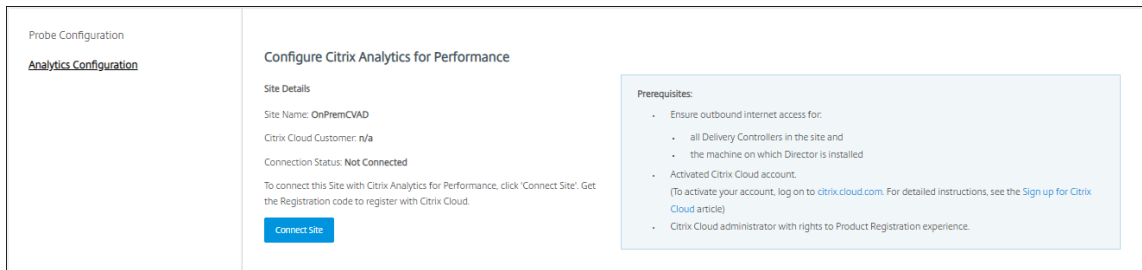 Probe Configuration
Analytics Configuration
Configure Citrix Analytics for Performance
Site Details
Site Name: OnPremCVAD
Citrix Cloud Customer: n/a
Connection Status: Not Connected
To connect this Site with Citrix Analytics for Performance, click 'Connect Site'. Get
the Registration code to register with Citrix Cloud.
Connect Site
Prerequisites:
• Ensure outbound internet access for:
• all Delivery Controllers in the site and
• the machine on which Director is installed
• Activated Citrix Cloud account.
(To activate your account, log on to citrix.cloud.com. For detailed instructions, see the Sign up for Citrix
Cloud article)
• Citrix Cloud administrator with rights to Product Registration experience.